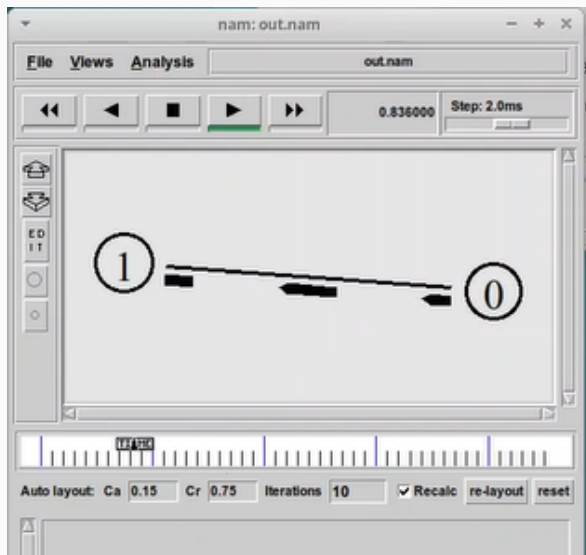 nam: out.nam
File Views Analysis out.nam
0.836000 Step: 2.0ms
ED
IT
1
0
TIME
Auto layout: Ca 0.15 Cr 0.75 Iterations 10 Recalc re-layout reset